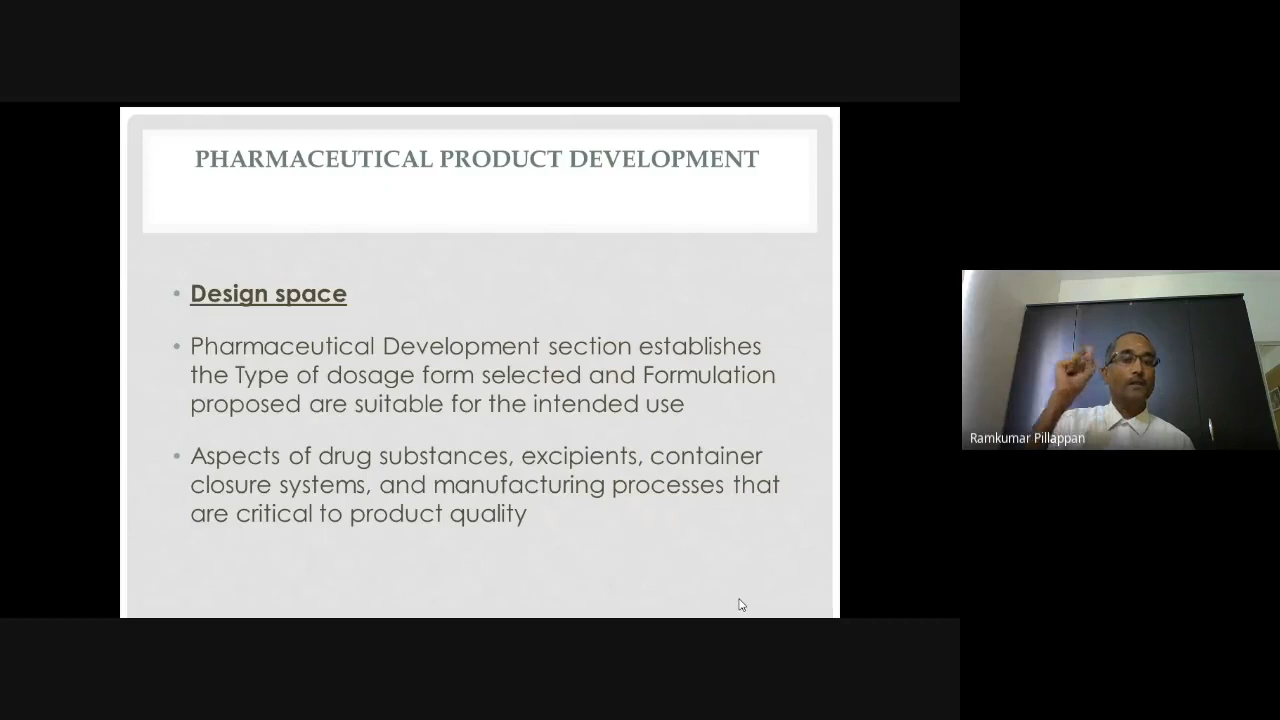 PHARMACEUTICAL PRODUCT DEVELOPMENT
• Design space
• Pharmaceutical Development section establishes
the Type of dosage form selected and Formulation
proposed are suitable for the intended use
• Aspects of drug substances, excipients, container
closure systems, and manufacturing processes that
are critical to product quality
Ramkumar Pillappan